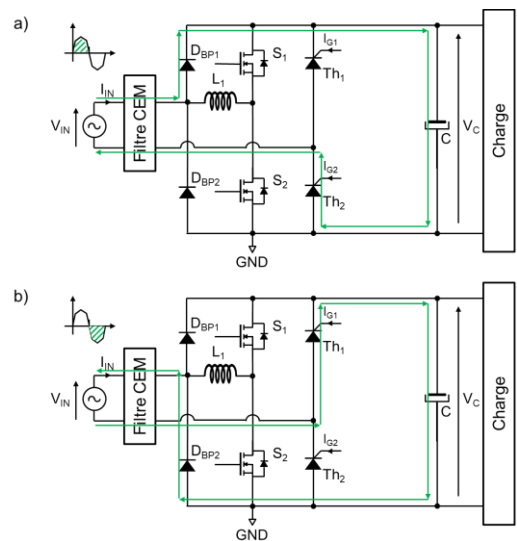 a)
D_BP1
S_1
I_G1
Th_1
L_1
I_IN
V_IN
Filtre CEM
C
V_C
Charge
D_BP2
S_2
I_G2
Th_2
GND
b)
D_BP1
S_1
I_G1
Th_1
L_1
I_IN
V_IN
Filtre CEM
C
V_C
Charge
D_BP2
S_2
I_G2
Th_2
GND